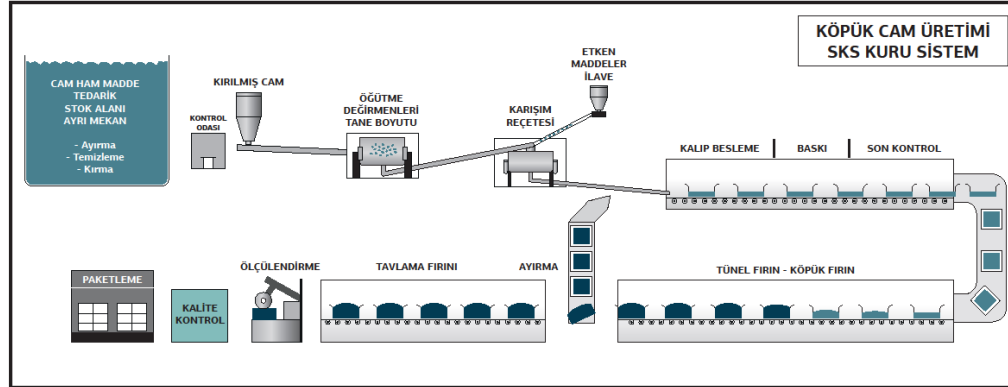 KÖPÜK CAM ÜRETİMİ
SKS KURU SİSTEM
CAM HAM MADDE
TEDARİK
STOK ALANI
AYRI MEKAN
- Ayırma
- Temizleme
- Kırma
KONTROL
ODASI
KIRILMIŞ CAM
ÖĞÜTME
DEĞİRMENLERİ
TANE BOYUTU
KARIŞIM
REÇETESİ
ETKEN
MADDELER
İLAVE
KALIP BESLEME
BASKI
SON KONTROL
PAKETLEME
KALİTE
KONTROL
ÖLÇÜLENDİRME
TAVLAMA FIRINI
AYIRMA
TÜNEL FIRIN - KÖPÜK FIRIN